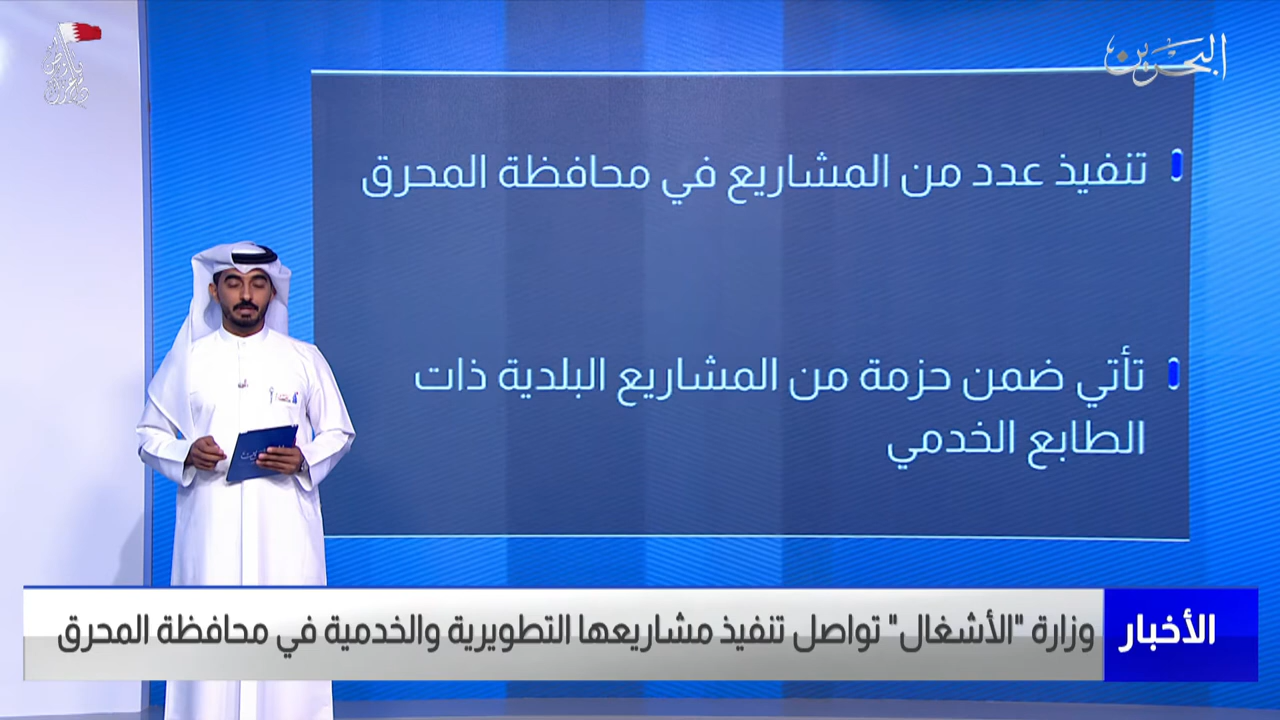 البحرين
تنفيذ عدد من المشاريع في محافظة المحرق
تأتي ضمن حزمة من المشاريع البلدية ذات
الطابع الخدمي
الأخبار
وزارة "الأشغال" تواصل تنفيذ مشاريعها التطويرية والخدمية في محافظة المحرق